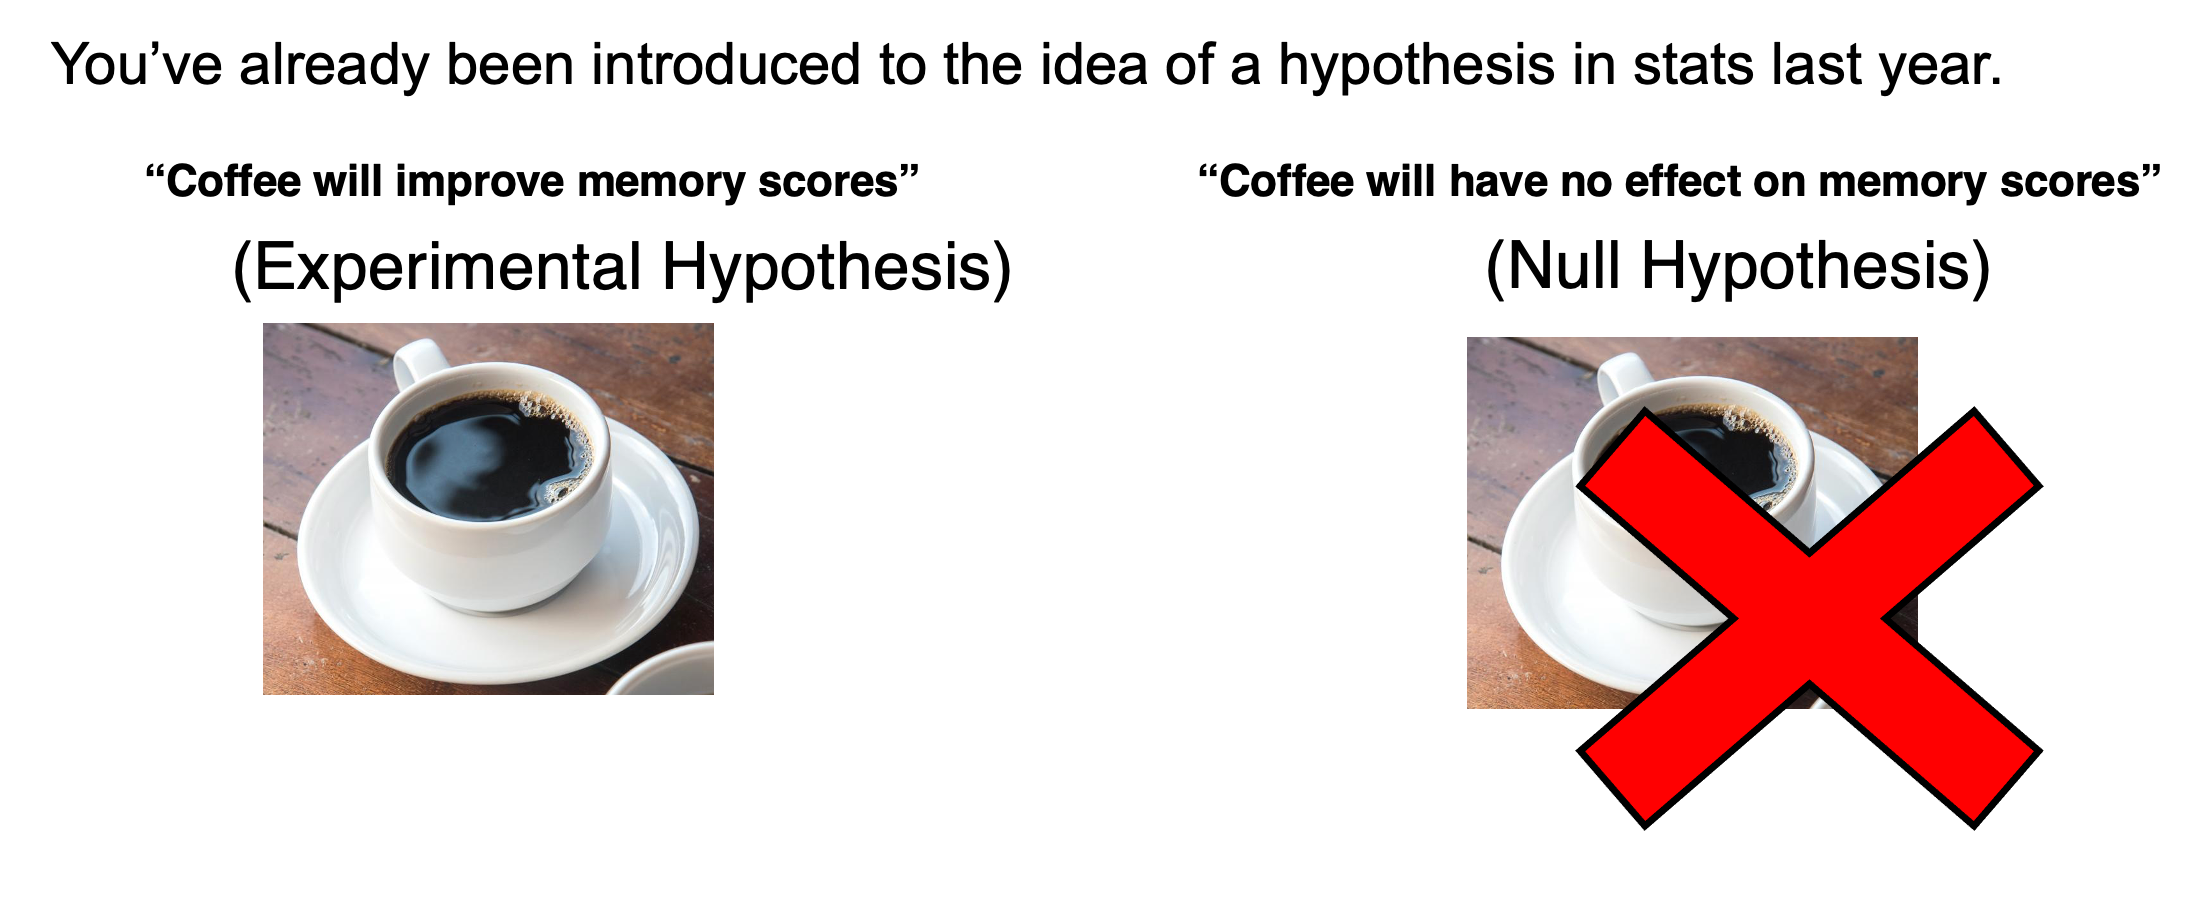 You’ve already been introduced to the idea of a hypothesis in stats last year.
“Coffee will improve memory scores”
(Experimental Hypothesis)
“Coffee will have no effect on memory scores”
(Null Hypothesis)